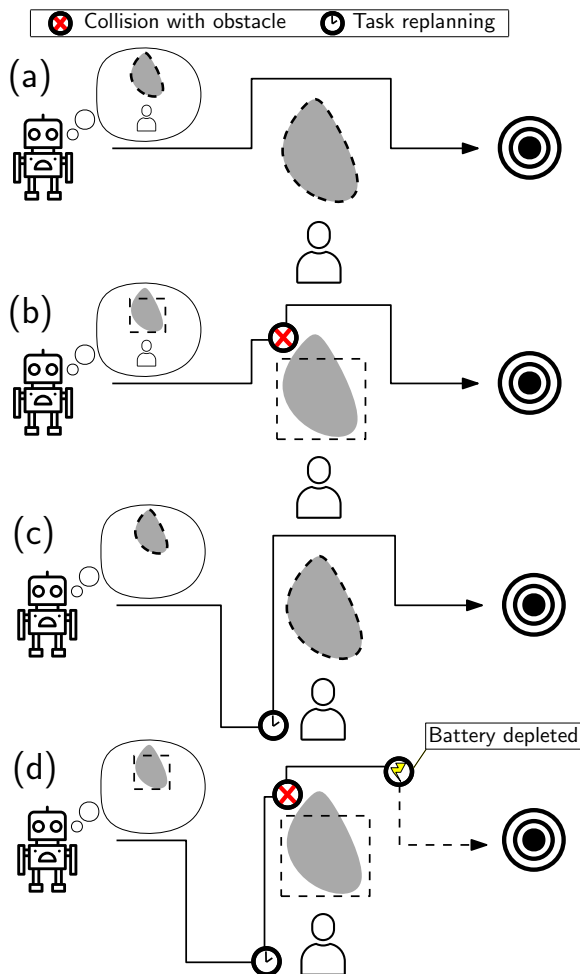 Collision with obstacle Task replanning
(a)
(b)
(c)
(d)
Battery depleted